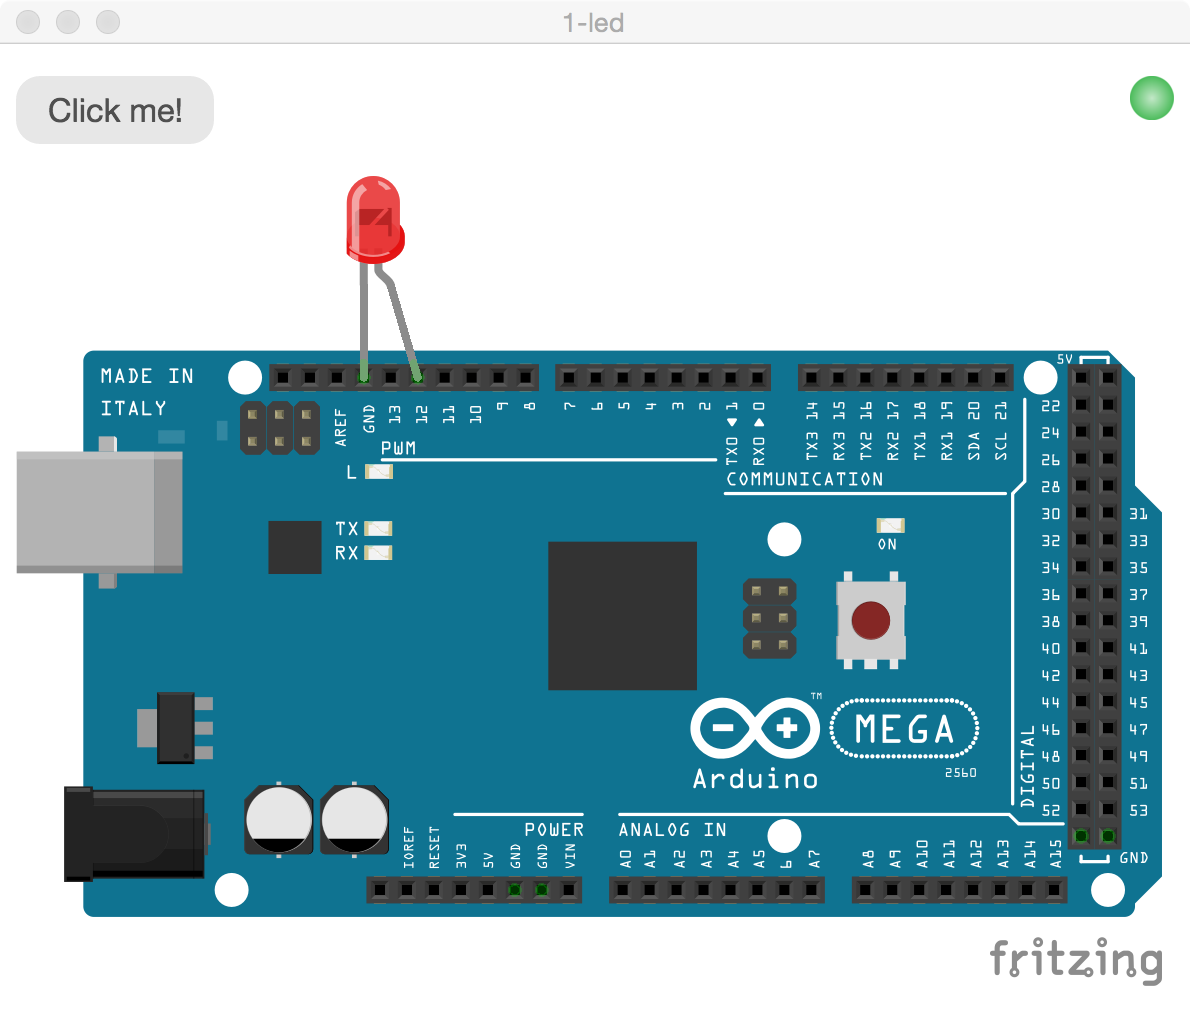 1-led
Click me!
MADE IN
ITALY
5V
AREF
GND
13
12
11
10
9
8
7
6
5
4
3
2
TX0 ◀ 1
RX0 ▶ 0
TX3 14
RX3 15
TX2 16
RX2 17
TX1 18
RX1 19
SDA 20
SCL 21
PWM
COMMUNICATION
L
TX
RX
ON
22
24
26
28
30 31
32 33
34 35
36 37
38 39
40 41
42 43
44 45
46 47
48 49
50 51
52 53
DIGITAL
GND
TM
MEGA
Arduino
2560
POWER
ANALOG IN
IOREF
RESET
3V3
5V
GND
GND
VIN
A0
A1
A2
A3
A4
A5
6
A7
A8
A9
A10
A11
A12
A13
A14
A15
fritzing